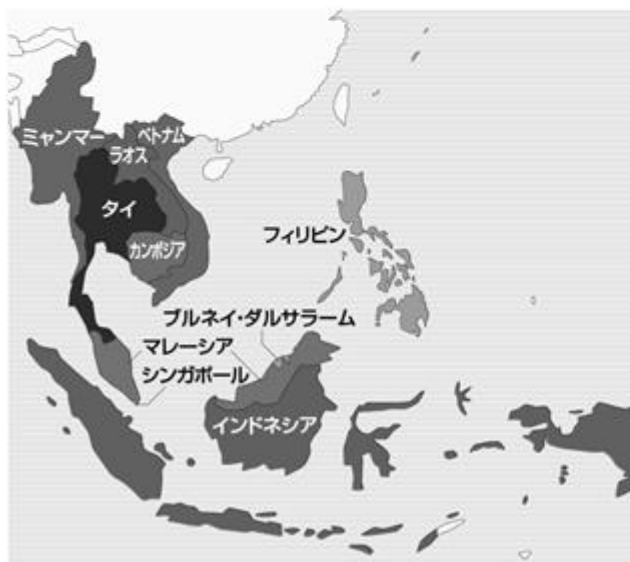 ミャンマー
ベトナム
ラオス
タイ
カンボジア
フィリピン
ブルネイ・ダルサラーム
マレーシア
シンガポール
インドネシア